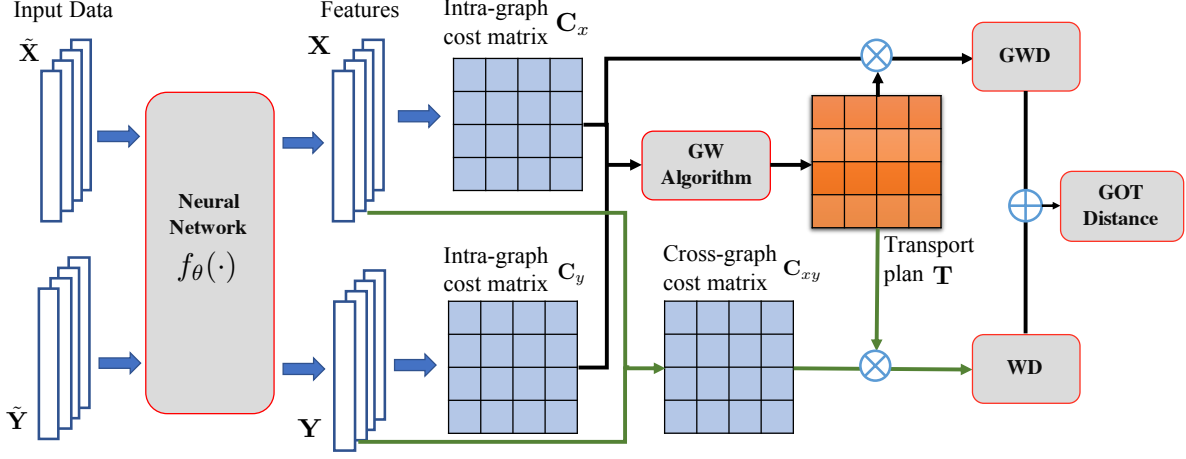 Input Data
Features
Intra-graph
cost matrix C_x
X̃
X
GWD
GW
Algorithm
Neural
Network
f_θ(·)
GOT
Distance
Transport
plan T
Intra-graph
cost matrix C_y
Cross-graph
cost matrix C_xy
WD
Ỹ
Y